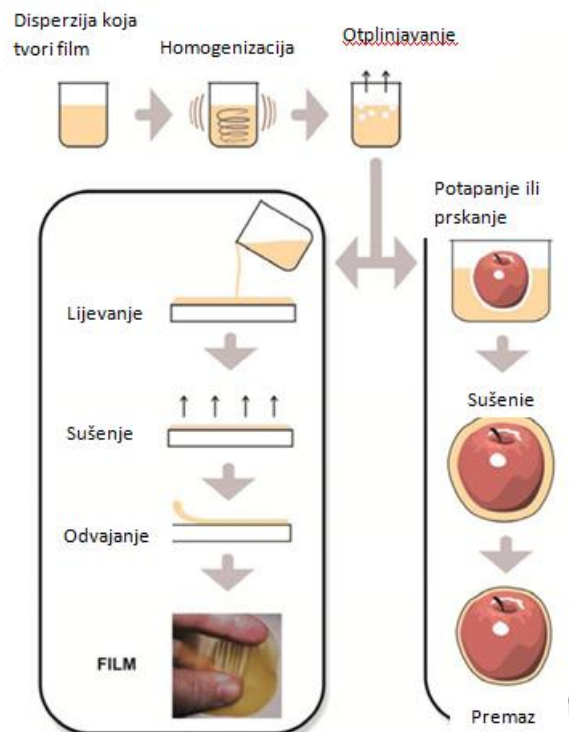 Disperzija koja
tvori film
Homogenizacija
Otplinjavanje
Potapanje ili
prskanje
Lijevanje
Sušenje
Odvajanje
FILM
Sušenie
Premaz